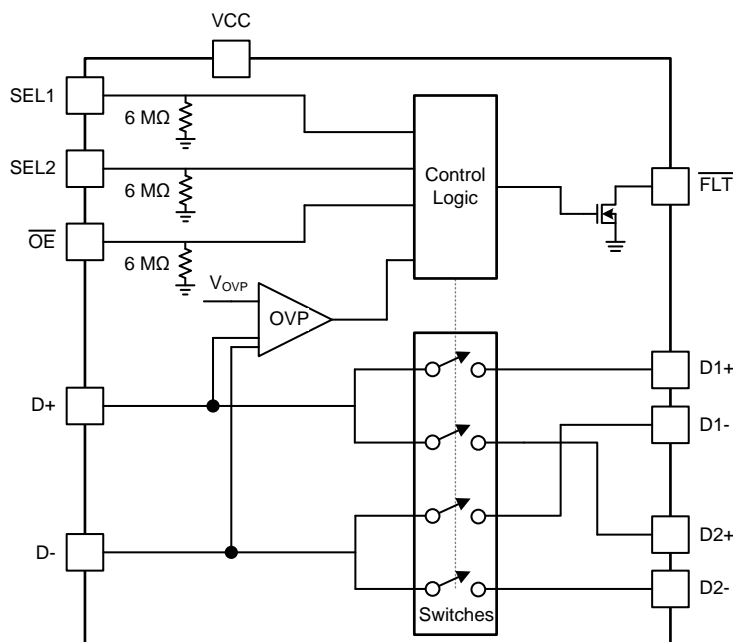 VCC
SEL1
6 MΩ
SEL2
6 MΩ
OE
6 MΩ
Control
Logic
FLT
VOVP
OVP
D+
D1+
D1-
D-
D2+
D2-
Switches